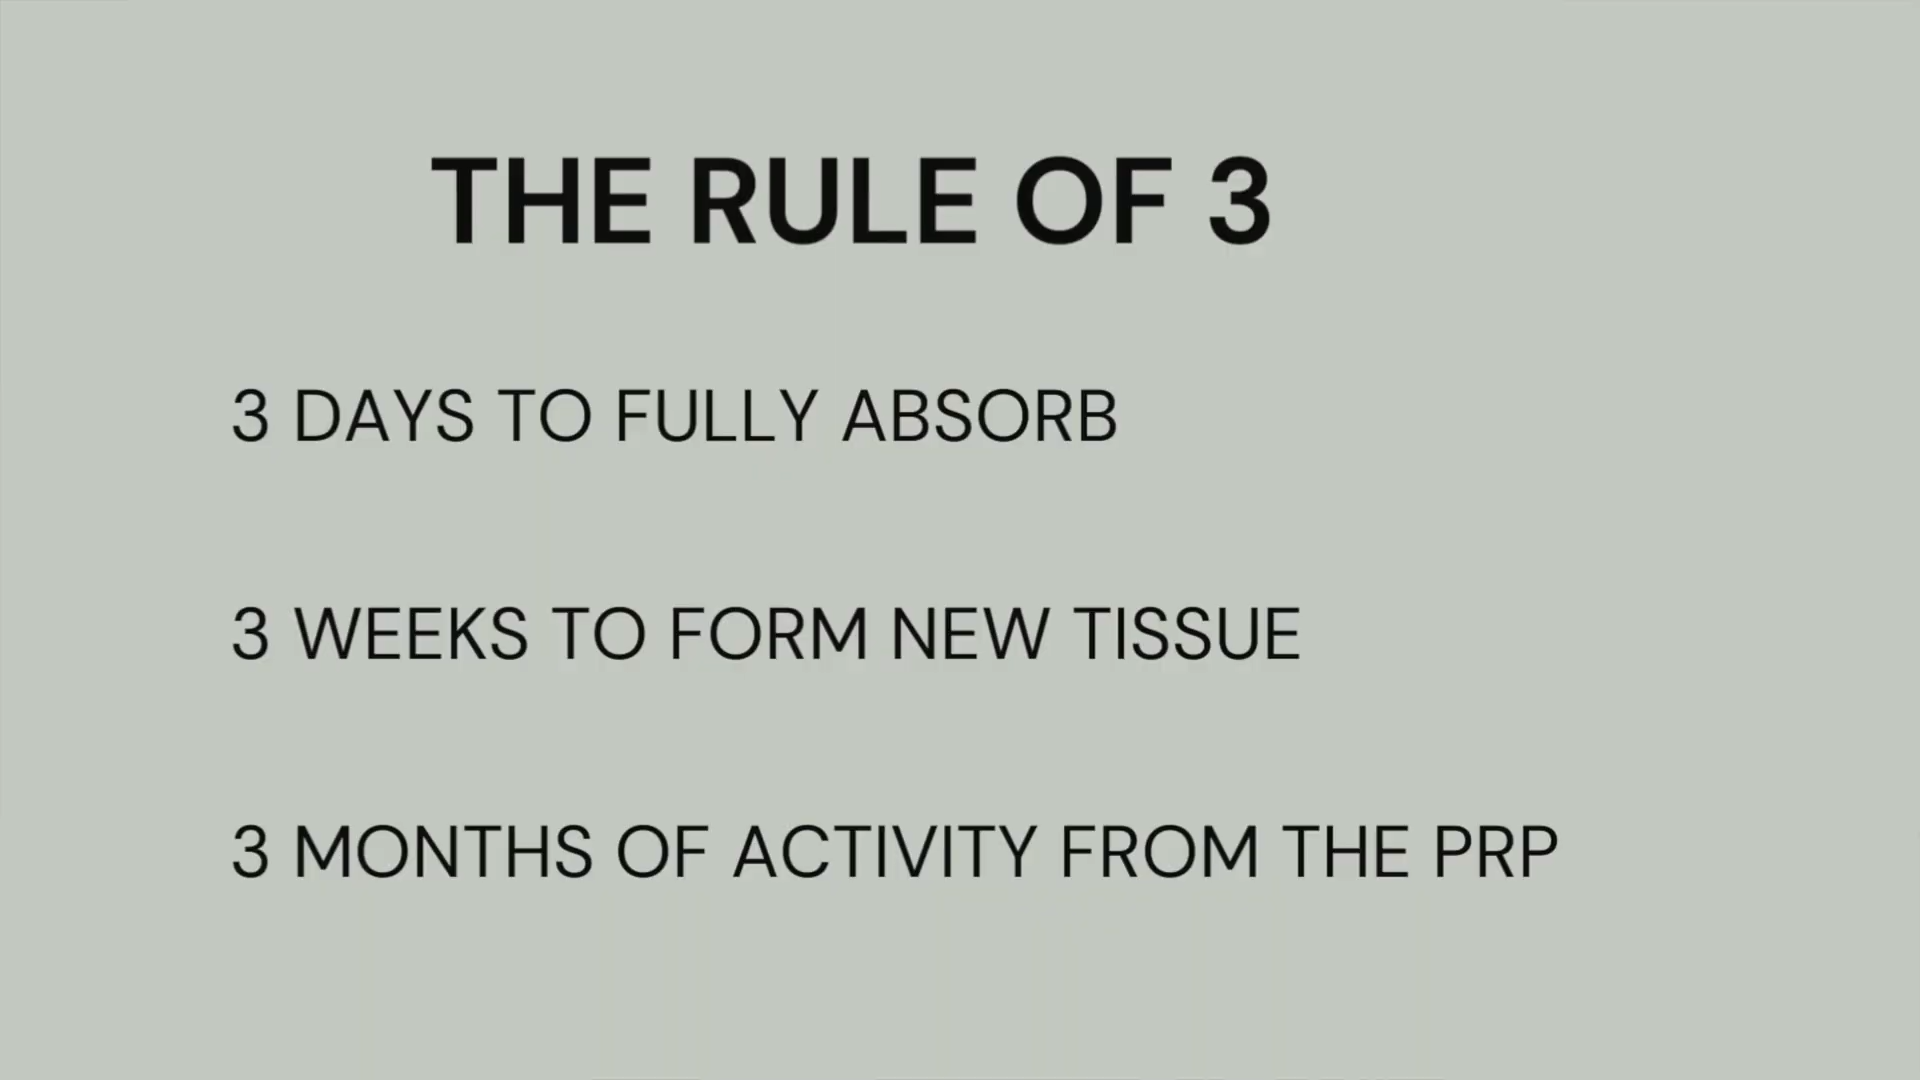 THE RULE OF 3
3 DAYS TO FULLY ABSORB
3 WEEKS TO FORM NEW TISSUE
3 MONTHS OF ACTIVITY FROM THE PRP